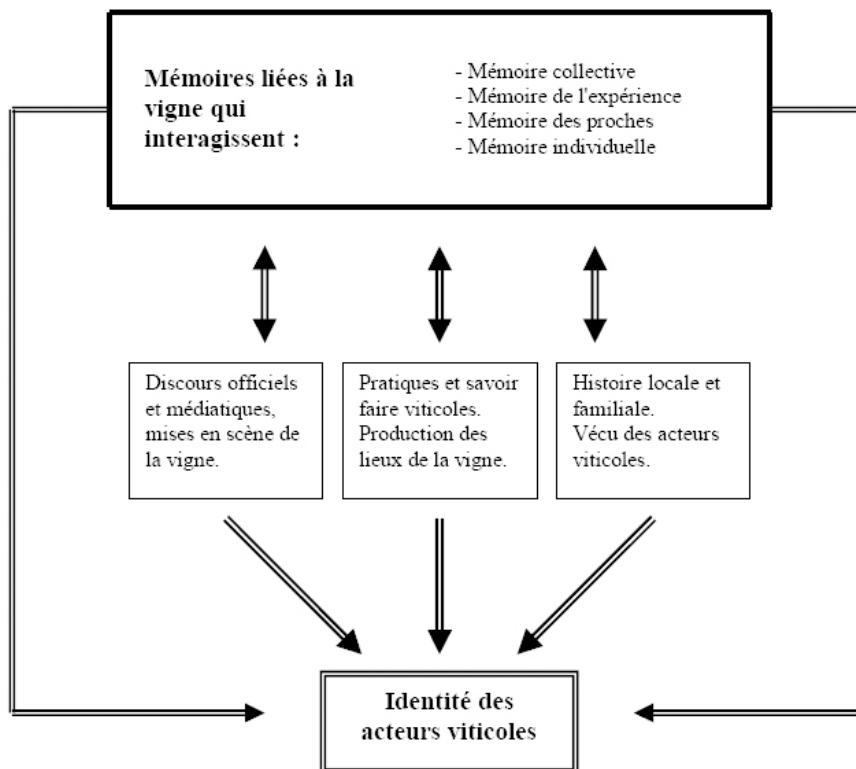 Mémoires liées à la
vigne qui
interagissent :
- Mémoire collective
- Mémoire de l'expérience
- Mémoire des proches
- Mémoire individuelle
Discours officiels
et médiatiques,
mises en scène de
la vigne.
Pratiques et savoir
faire viticoles.
Production des
lieux de la vigne.
Histoire locale et
familiale.
Vécu des acteurs
viticoles.
Identité des
acteurs viticoles